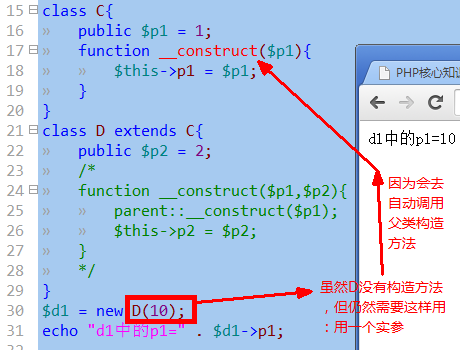 15 class C{
16 » public $p1 = 1;
17 » function __construct($p1){
18 » » $this->p1 = $p1;
19 » }
20 }
21 class D extends C{
22 » public $p2 = 2;
23 » /*
24 » function __construct($p1,$p2){
25 » » parent::__construct($p1);
26 » » $this->p2 = $p2;
27 » }
28 » */
29 }
30 $d1 = new D(10);
31 echo "d1中的p1=" . $d1->p1;
PHP核心知识
d1中的p1=10
因为会去
自动调用
父类构造
方法
虽然D没有构造方法
，但仍然需要这样用
：用一个实参